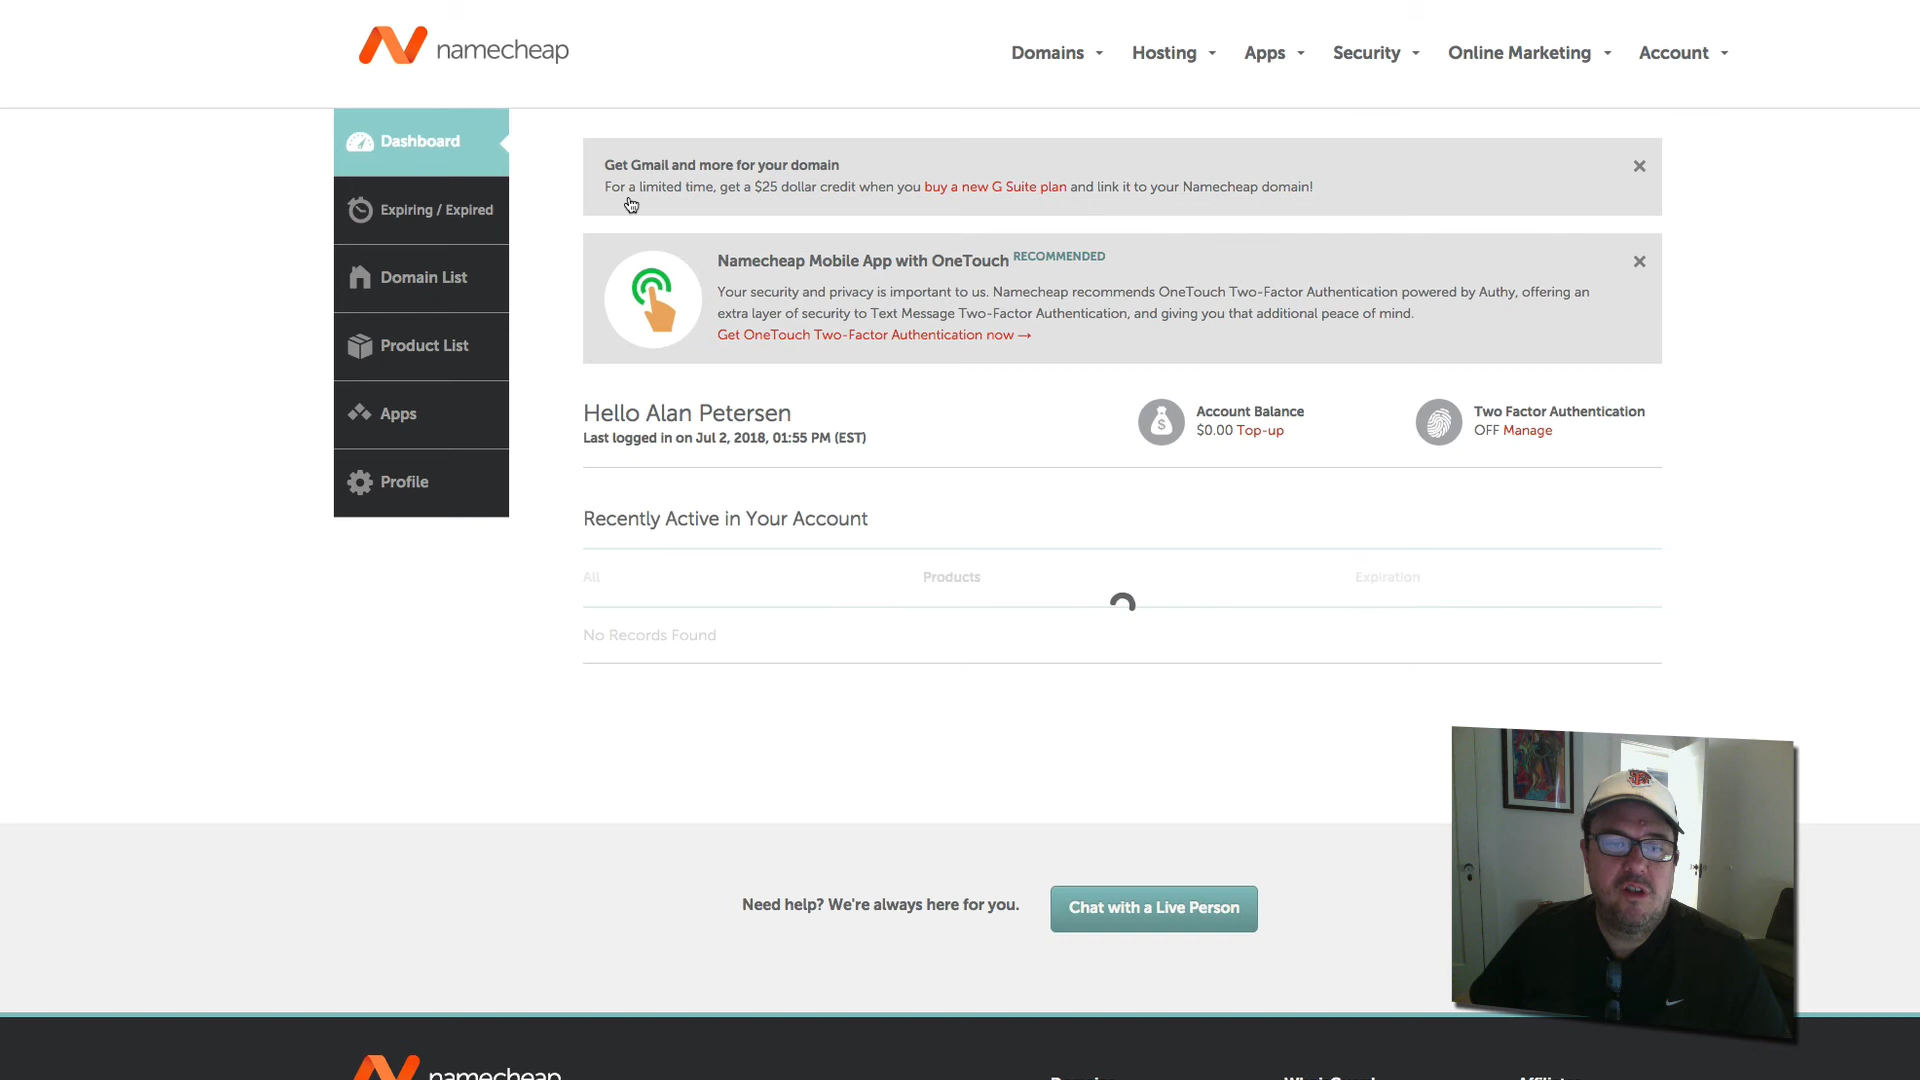 namecheap
Domains
Hosting
Apps
Security
Online Marketing
Account
Dashboard
Expiring / Expired
Domain List
Product List
Apps
Profile
Get Gmail and more for your domain
For a limited time, get a $25 dollar credit when you buy a new G Suite plan and link it to your Namecheap domain!
Namecheap Mobile App with OneTouch RECOMMENDED
Your security and privacy is important to us. Namecheap recommends OneTouch Two-Factor Authentication powered by Authy, offering an
extra layer of security to Text Message Two-Factor Authentication, and giving you that additional peace of mind.
Get OneTouch Two-Factor Authentication now →
Hello Alan Petersen
Last logged in on Jul 2, 2018, 01:55 PM (EST)
Account Balance
$0.00 Top-up
Two Factor Authentication
OFF Manage
Recently Active in Your Account
All
Products
Expiration
No Records Found
Need help? We're always here for you.
Chat with a Live Person
namecheap